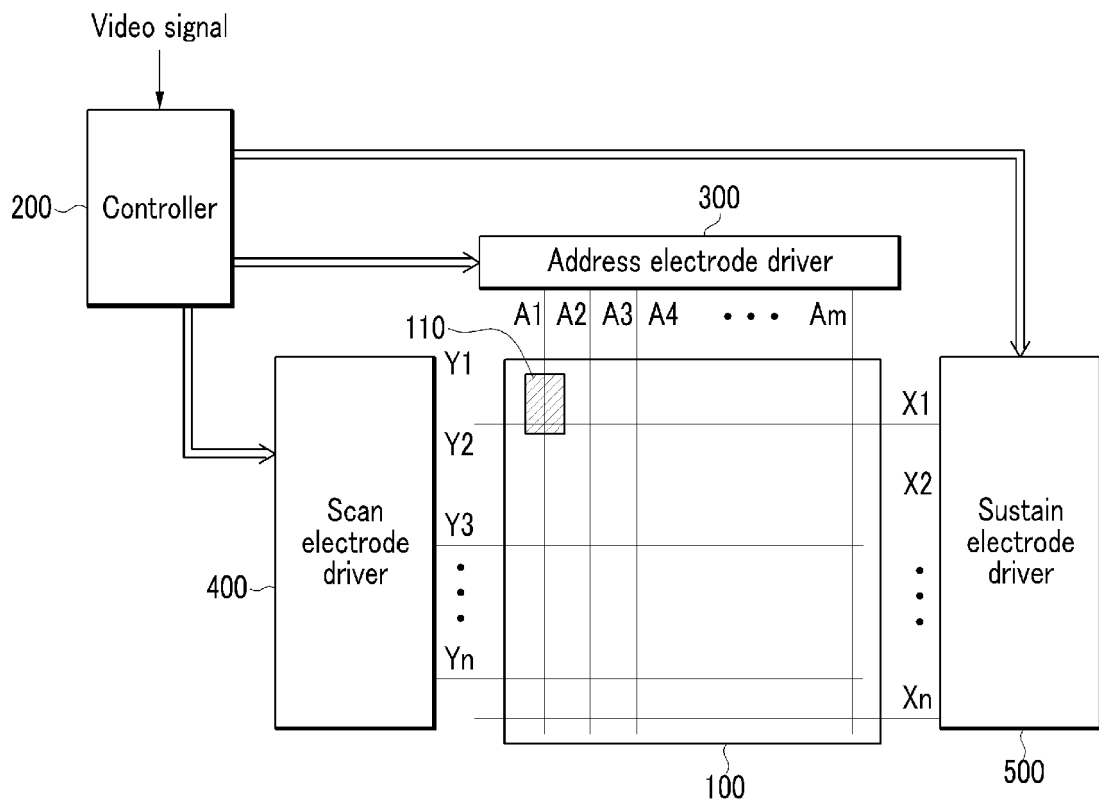 Video signal
200
Controller
300
Address electrode driver
110
A1 A2 A3 A4 • • • Am
Y1
Y2
Y3
Yn
X1
X2
Xn
Scan
electrode
driver
400
Sustain
electrode
driver
100
500